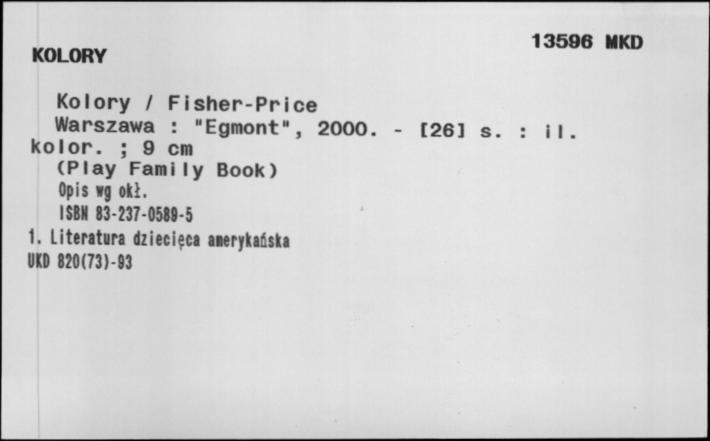 13596 MKD
KOLORY
Kolory / Fisher-Price
Warszawa : "Egmont", 2000. - [26] s. : il.
kolor. ; 9 cm
(Play Family Book)
Opis wg okł.
ISBN 83-237-0589-5
1. Literatura dziecięca amerykańska
UKD 820(73)-93